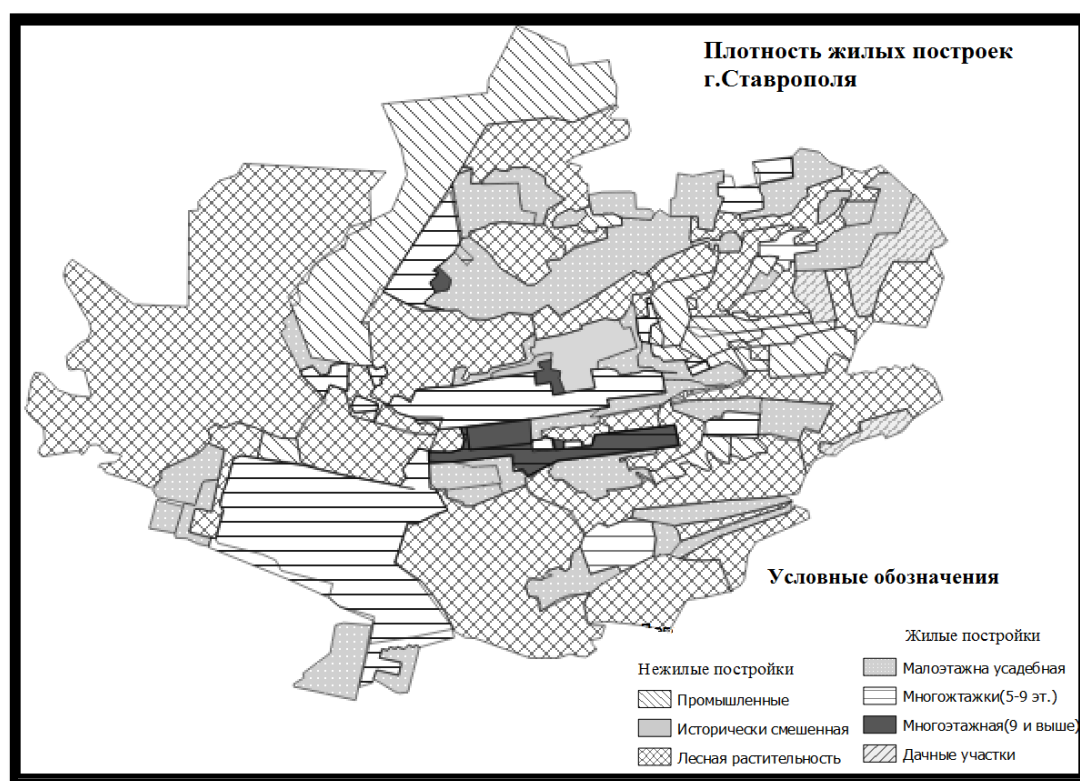 Плотность жилых построек
г.Ставрополя
Условные обозначения
Нежилые постройки
Промышленные
Исторически смешенная
Лесная растительность
Жилые постройки
Малоэтажна усадебная
Многожтажки(5-9 эт.)
Многоэтажная(9 и выше)
Дачные участки